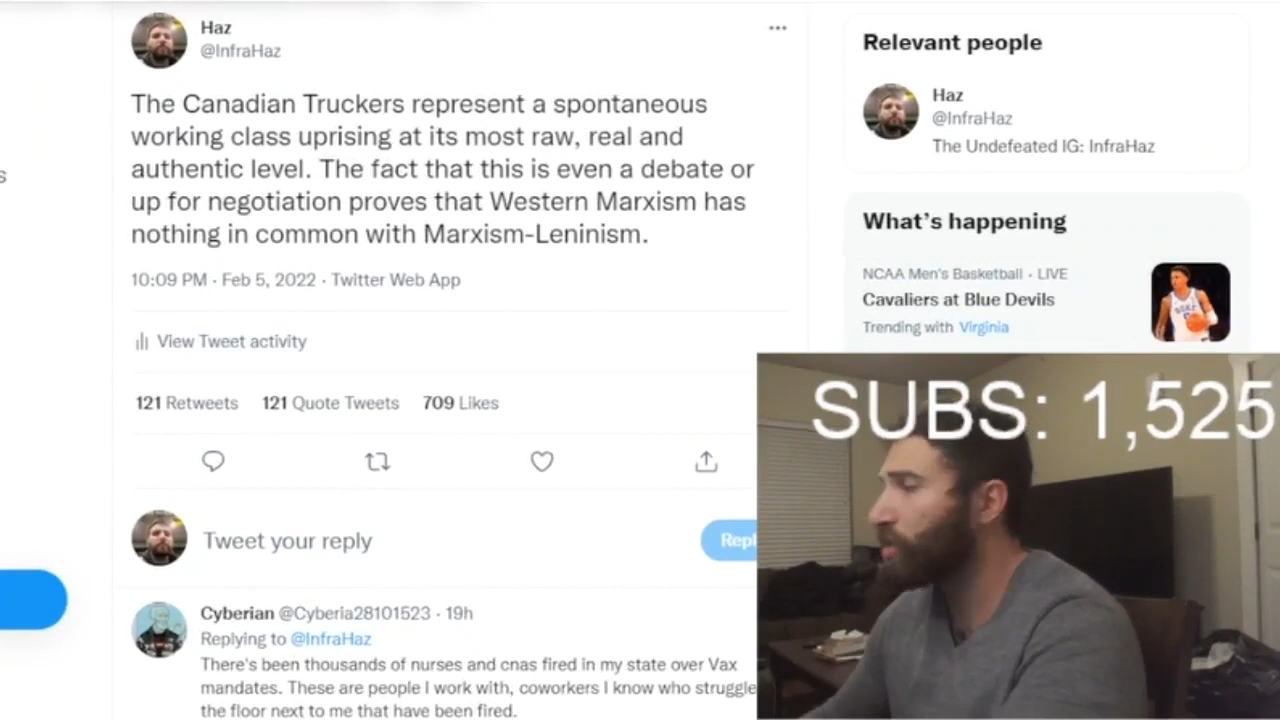 Haz
@InfraHaz
The Canadian Truckers represent a spontaneous
working class uprising at its most raw, real and
authentic level. The fact that this is even a debate or
up for negotiation proves that Western Marxism has
nothing in common with Marxism-Leninism.
10:09 PM · Feb 5, 2022 · Twitter Web App
View Tweet activity
121 Retweets 121 Quote Tweets 709 Likes
Tweet your reply
Cyberian @Cyberia28101523 · 19h
Replying to @InfraHaz
There's been thousands of nurses and cnas fired in my state over Vax
mandates. These are people I work with, coworkers I know who struggle
the floor next to me that have been fired.
Relevant people
Haz
@InfraHaz
The Undefeated IG: InfraHaz
What's happening
NCAA Men's Basketball · LIVE
Cavaliers at Blue Devils
Trending with Virginia
SUBS: 1,525